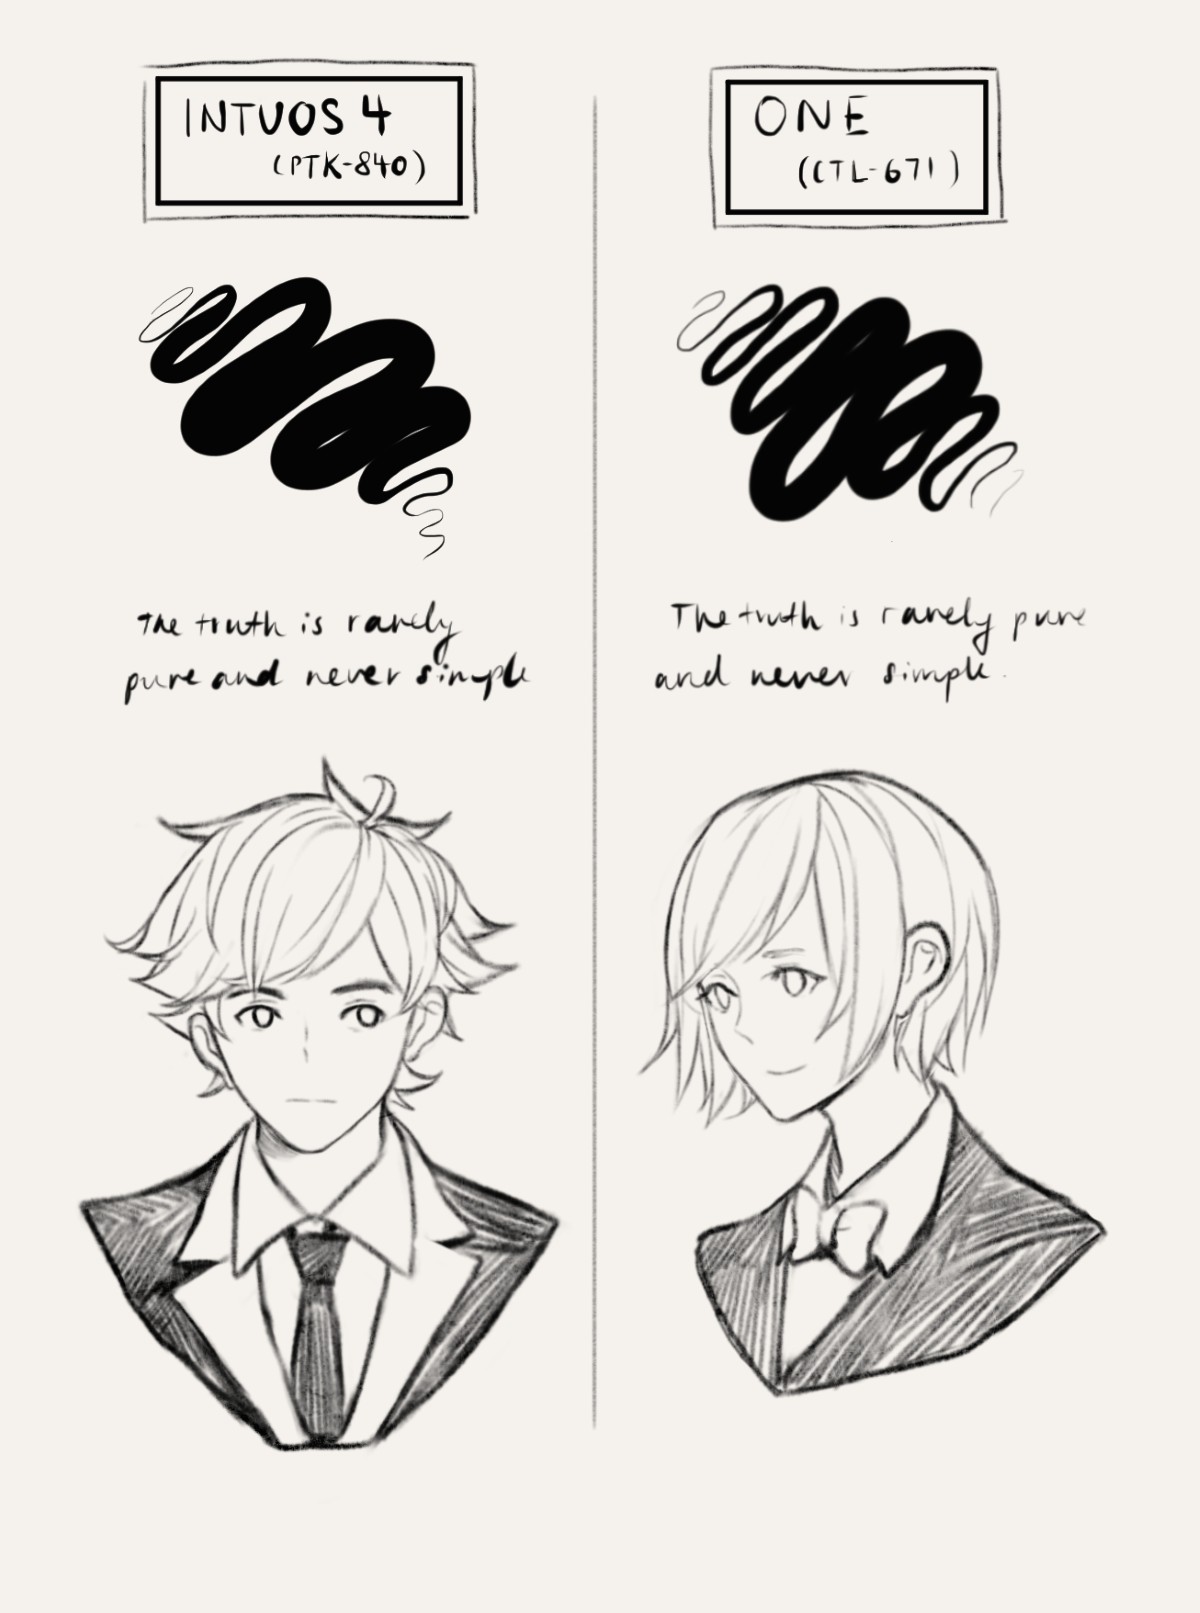 INTUOS 4
(PTK-840)
The truth is rarely
pure and never simple
ONE
(CTL-671)
The truth is rarely pure
and never simple.